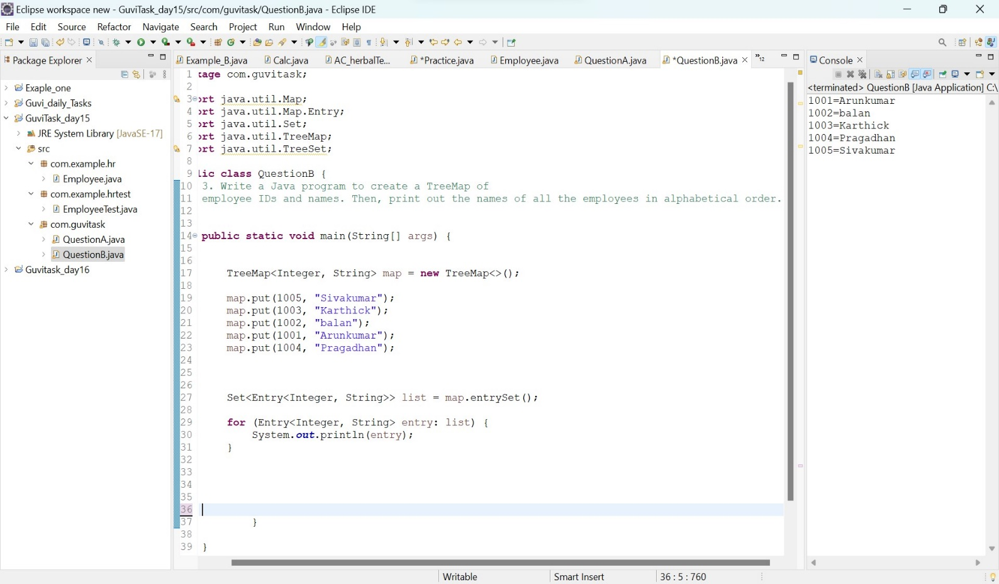 Eclipse workspace new - GuviTask_day15/src/com/guvitask/QuestionB.java - Eclipse IDE
File Edit Source Refactor Navigate Search Project Run Window Help
Package Explorer
Exaple_one
Guvi_daily_Tasks
GuviTask_day15
JRE System Library [JavaSE-17]
src
com.example.hr
Employee.java
com.example.hrtest
EmployeeTest.java
com.guvitask
QuestionA.java
QuestionB.java
Guvitask_day16
Example_B.java Calc.java AC_herbalTe... *Practice.java Employee.java QuestionA.java *QuestionB.java »12
1 kage com.guvitask;
2
3 ort java.util.Map;
4 ort java.util.Map.Entry;
5 ort java.util.Set;
6 ort java.util.TreeMap;
7 ort java.util.TreeSet;
8
9 lic class QuestionB {
10 3. Write a Java program to create a TreeMap of
11 employee IDs and names. Then, print out the names of all the employees in alphabetical order.
12
13
14 public static void main(String[] args) {
15
16
17 TreeMap<Integer, String> map = new TreeMap<>();
18
19 map.put(1005, "Sivakumar");
20 map.put(1003, "Karthick");
21 map.put(1002, "balan");
22 map.put(1001, "Arunkumar");
23 map.put(1004, "Pragadhan");
24
25
26
27 Set<Entry<Integer, String>> list = map.entrySet();
28
29 for (Entry<Integer, String> entry: list) {
30 System.out.println(entry);
31 }
32
33
34
35
36
37 }
38
39 }
Console
<terminated> QuestionB [Java Application] C:\
1001=Arunkumar
1002=balan
1003=Karthick
1004=Pragadhan
1005=Sivakumar
Writable Smart Insert 36 : 5 : 760